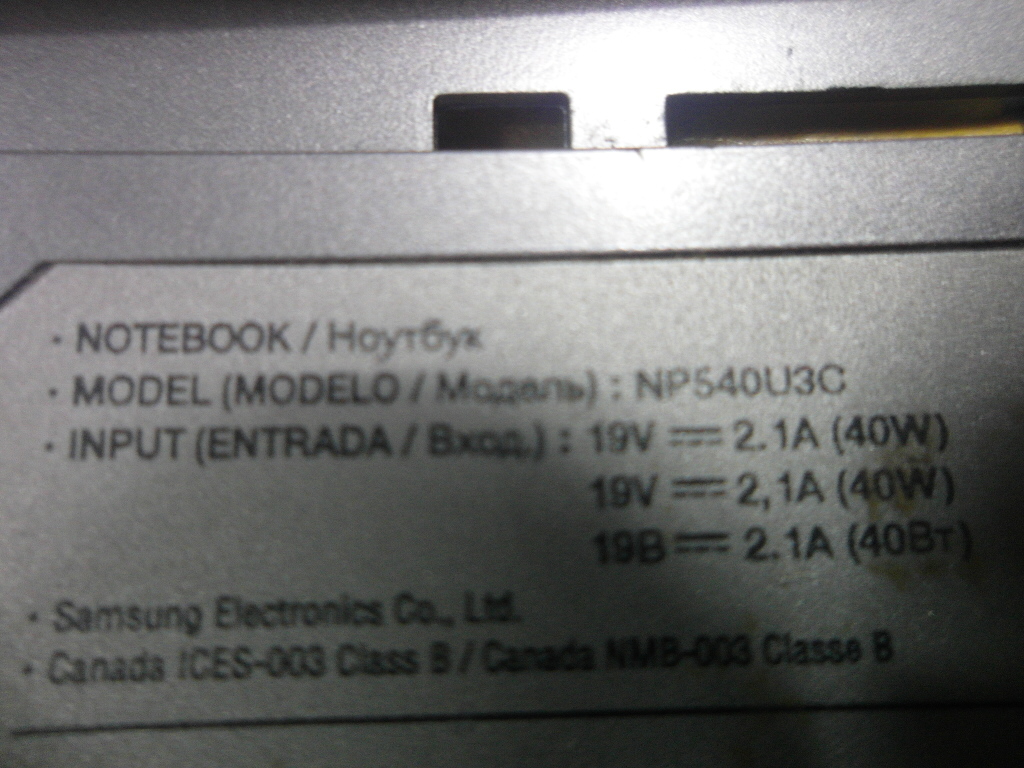 · NOTEBOOK / Ноутбук
· MODEL (MODELO / Модель) : NP540U3C
· INPUT (ENTRADA / Вход.) : 19V ⎓ 2.1A (40W)
19V ⎓ 2,1A (40W)
19В ⎓ 2.1A (40Вт)
· Samsung Electronics Co., Ltd.
· Canada ICES-003 Class B / Canada NMB-003 Classe B